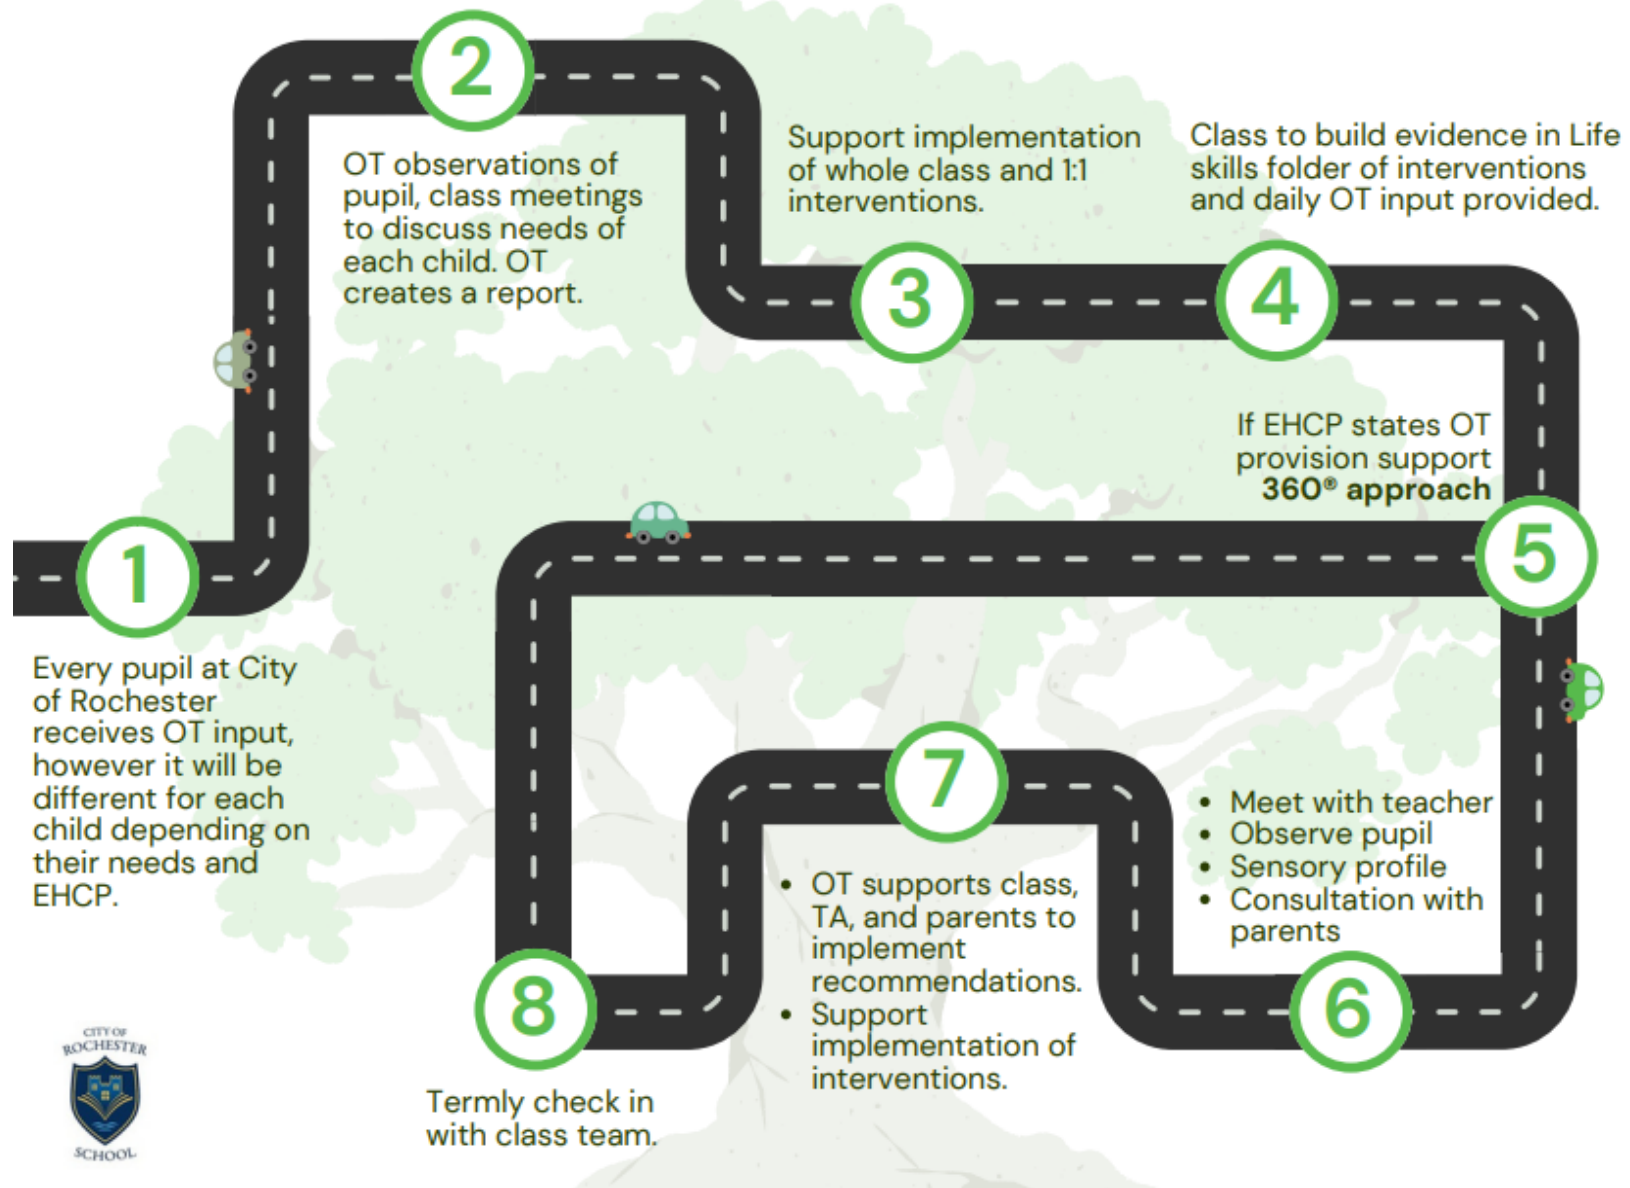 1
Every pupil at City
of Rochester
receives OT input,
however it will be
different for each
child depending on
their needs and
EHCP.
2
OT observations of
pupil, class meetings
to discuss needs of
each child. OT
creates a report.
3
Support implementation
of whole class and 1:1
interventions.
4
Class to build evidence in Life
skills folder of interventions
and daily OT input provided.
5
If EHCP states OT
provision support
360® approach
6
• Meet with teacher
• Observe pupil
• Sensory profile
• Consultation with
parents
7
• OT supports class,
TA, and parents to
implement
recommendations.
• Support
implementation of
interventions.
8
Termly check in
with class team.
CITY OF
ROCHESTER
SCHOOL